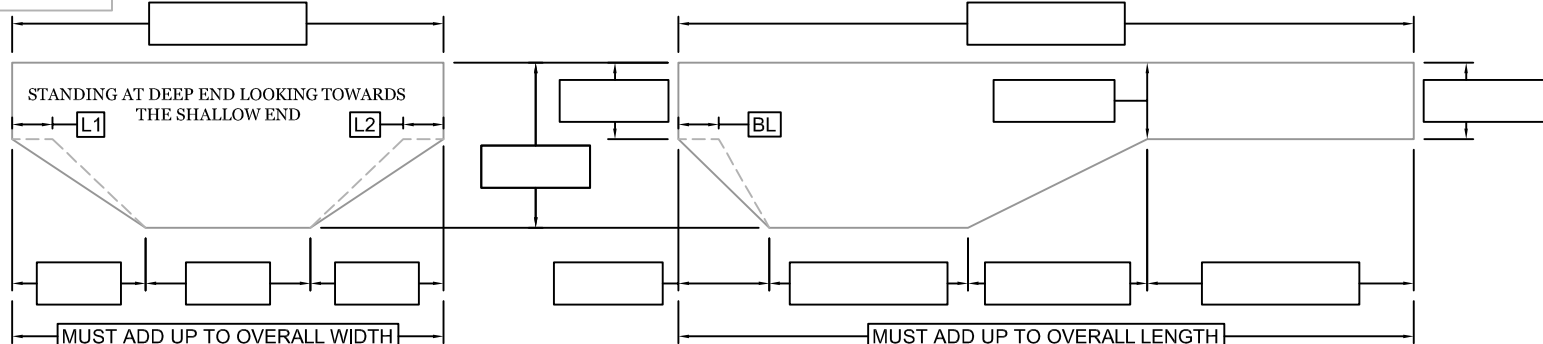 STANDING AT DEEP END LOOKING TOWARDS
THE SHALLOW END
L1
L2
BL
MUST ADD UP TO OVERALL WIDTH
MUST ADD UP TO OVERALL LENGTH